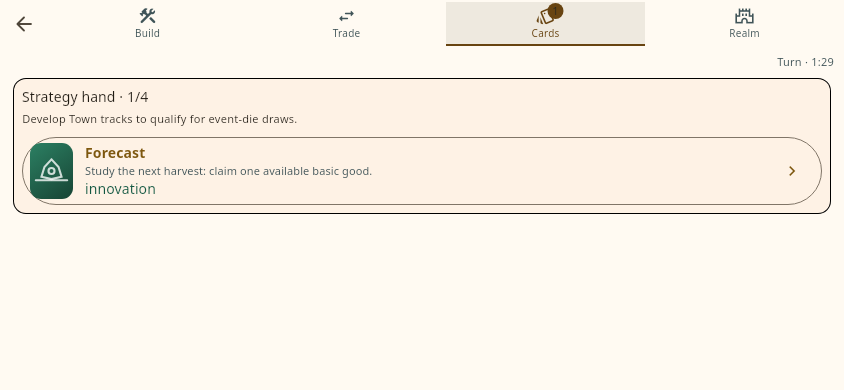 Build
Trade
1
Cards
Realm
Turn · 1:29
Strategy hand · 1/4
Develop Town tracks to qualify for event-die draws.
Forecast
Study the next harvest: claim one available basic good.
innovation